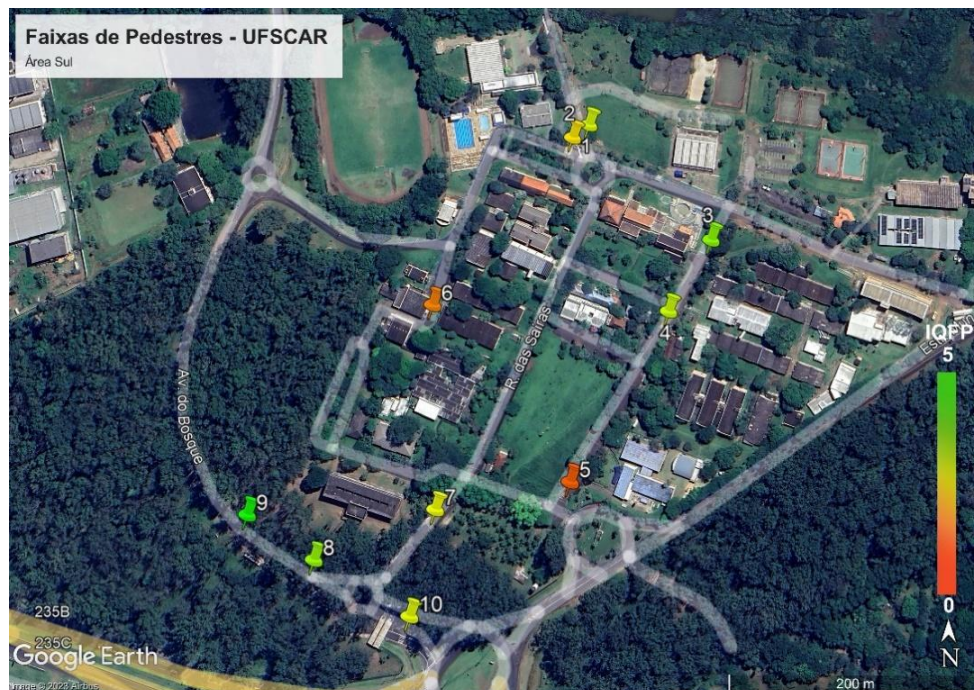 Faixas de Pedestres - UFSCAR
Área Sul
2
1
3
6
4
R. das Saíras
IQFP
5
Av. do Bosque
5
9
7
8
10
0
235B
235C
N
Google Earth
Image © 2023 Airbus
200 m